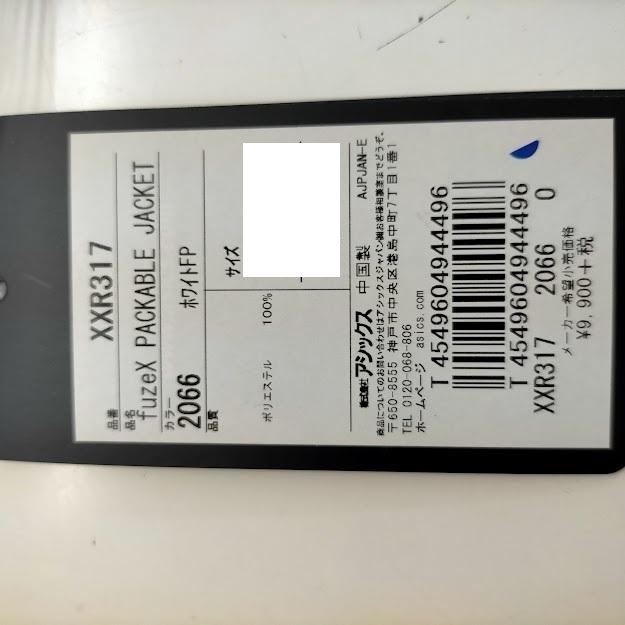 品番 XXR317
品名 fuzeX PACKABLE JACKET
カラー
2066 ホワイトFP
品質 サイズ
ポリエステル 100%
株式会社アシックス 中国製 AJPJAN-E
商品についてのお問い合わせはアシックスジャパン㈱お客様相談室までどうぞ。
〒650-8555 神戸市中央区港島中町7丁目1番1
TEL 0120-068-806
ホームページ asics.com
T 4549604944496
T 4549604944496
XXR317 2066 0
メーカー希望小売価格
¥9,900+税